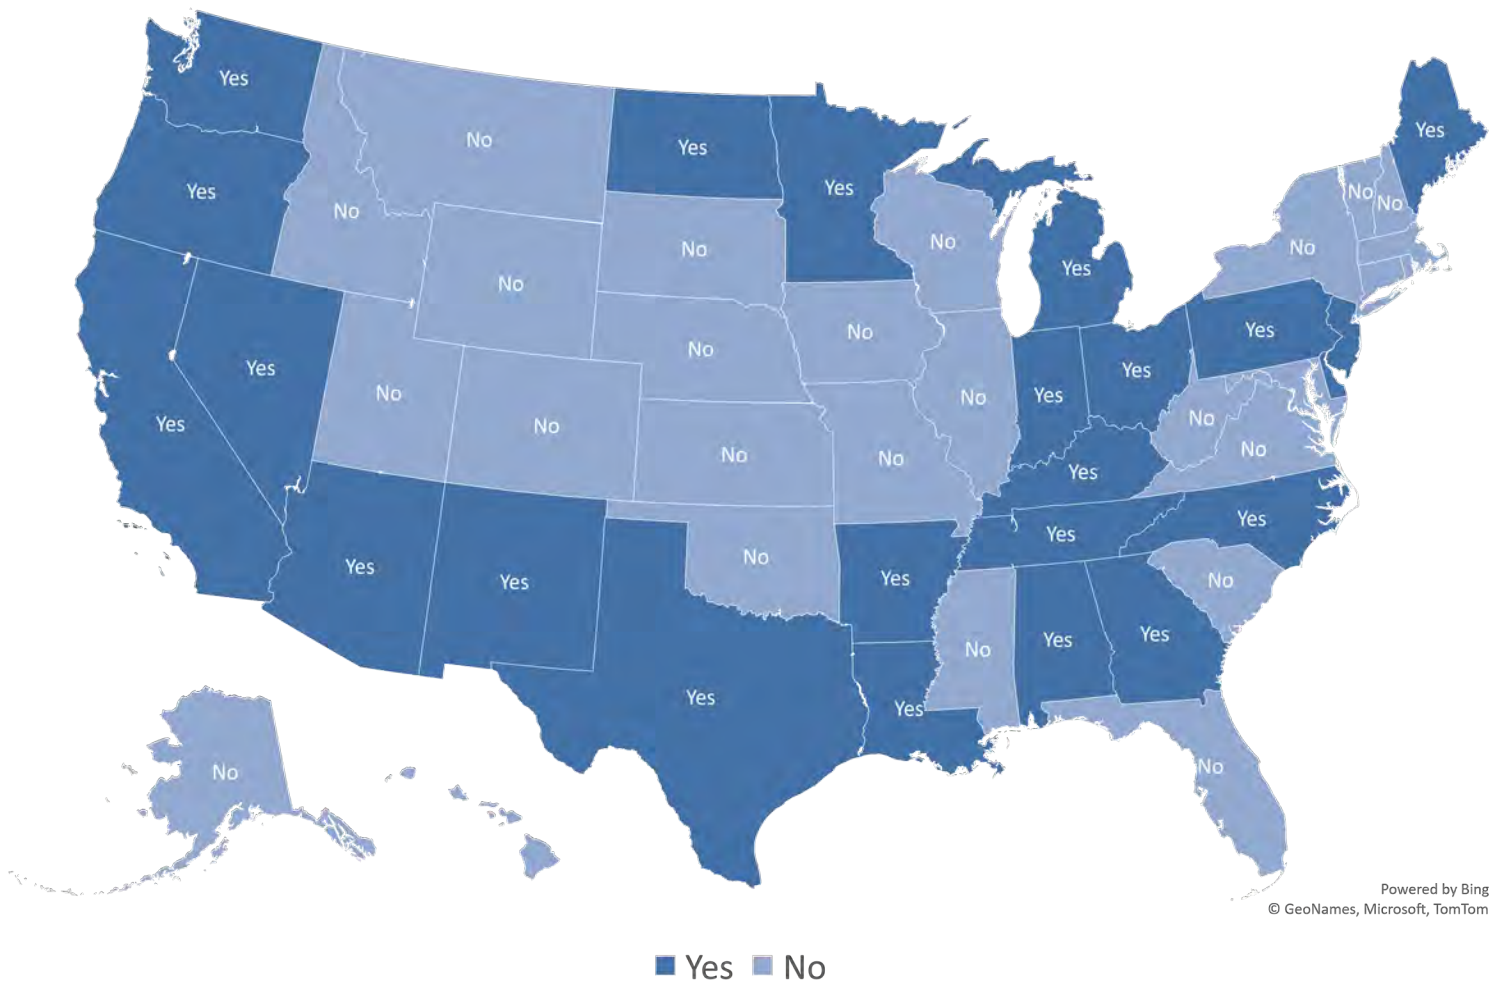 Yes
Yes
No
No
Yes
Yes
Yes
No
No
Yes
No
No
No
No
No
Yes
Yes
Yes
Yes
No
No
Yes
Yes
No
No
No
No
No
Yes
No
No
Yes
Yes
Yes
Yes
No
Yes
Yes
No
No
Yes
Yes
Yes
Yes
No
No
Powered by Bing
© GeoNames, Microsoft, TomTom
Yes No